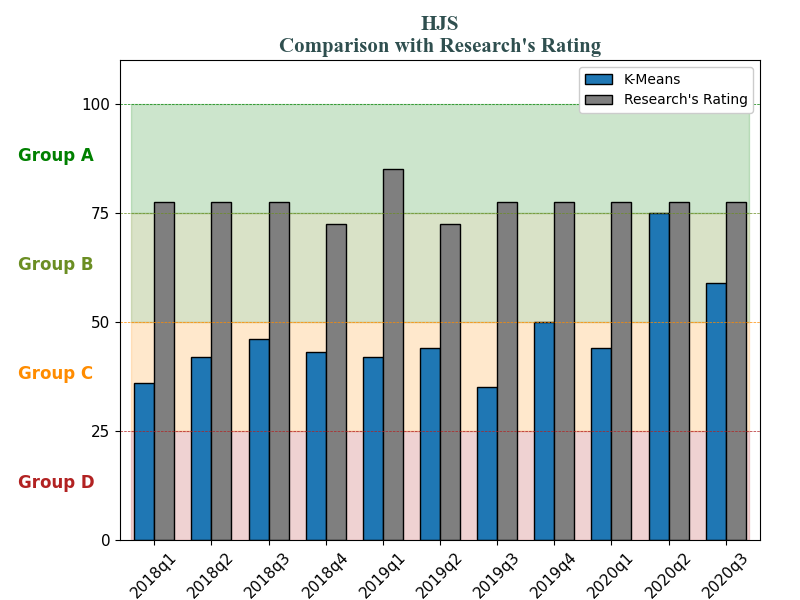 HJS
Comparison with Research's Rating
K-Means
Research's Rating
100
Group A
75
Group B
50
Group C
25
Group D
0
2018q1 2018q2 2018q3 2018q4 2019q1 2019q2 2019q3 2019q4 2020q1 2020q2 2020q3